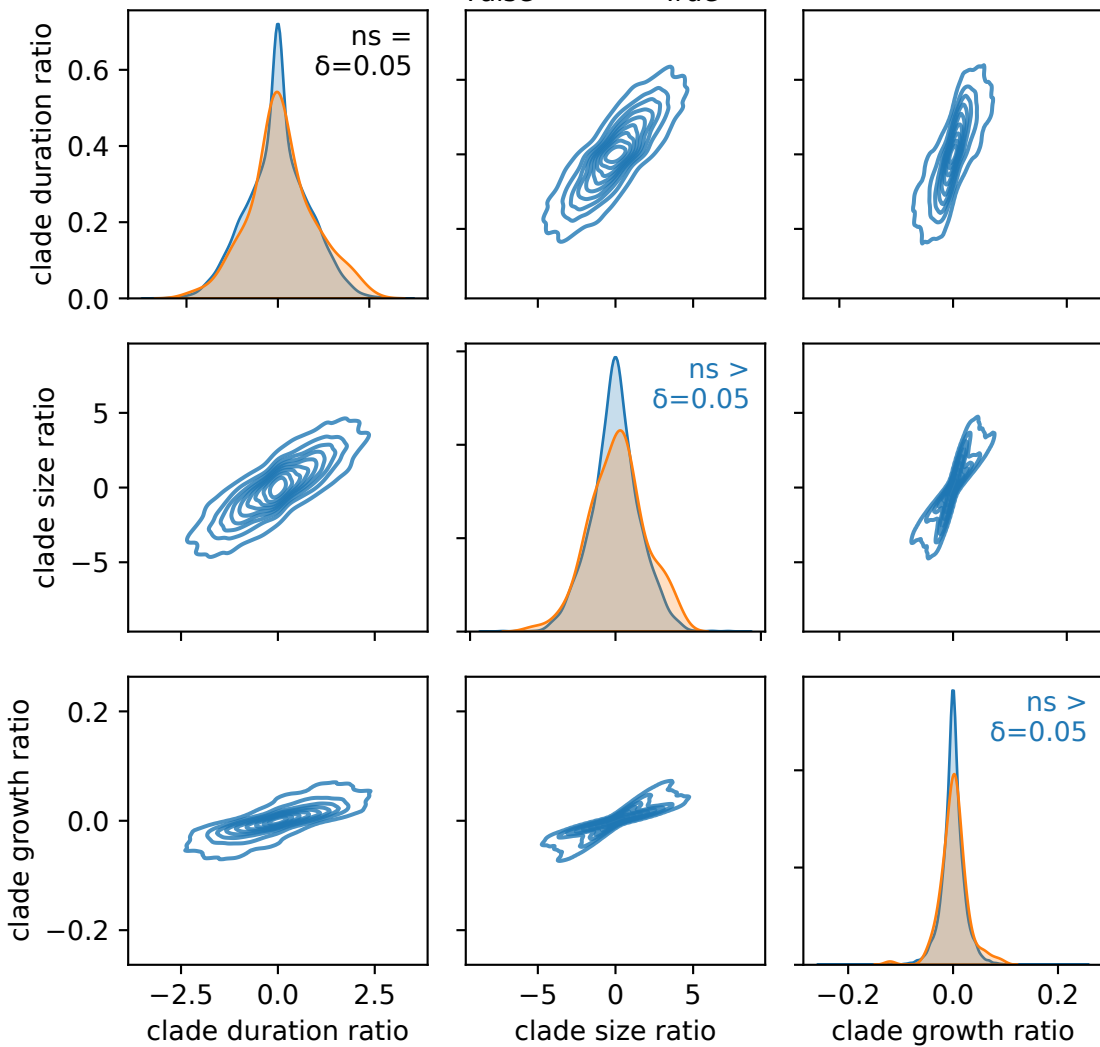 clade duration ratio
0.6
0.4
0.2
0.0
ns =
δ=0.05
clade size ratio
5
0
−5
ns >
δ=0.05
clade growth ratio
0.2
0.0
−0.2
ns >
δ=0.05
−2.5 0.0 2.5
−5 0 5
−0.2 0.0 0.2
clade duration ratio
clade size ratio
clade growth ratio